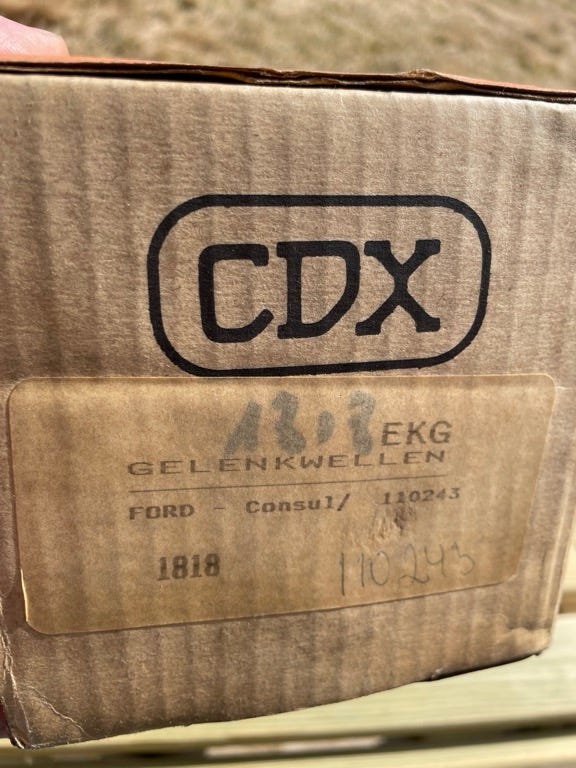 CDX
EKG
GELENKWELLEN
FORD - Consul/ 110243
1818
110243